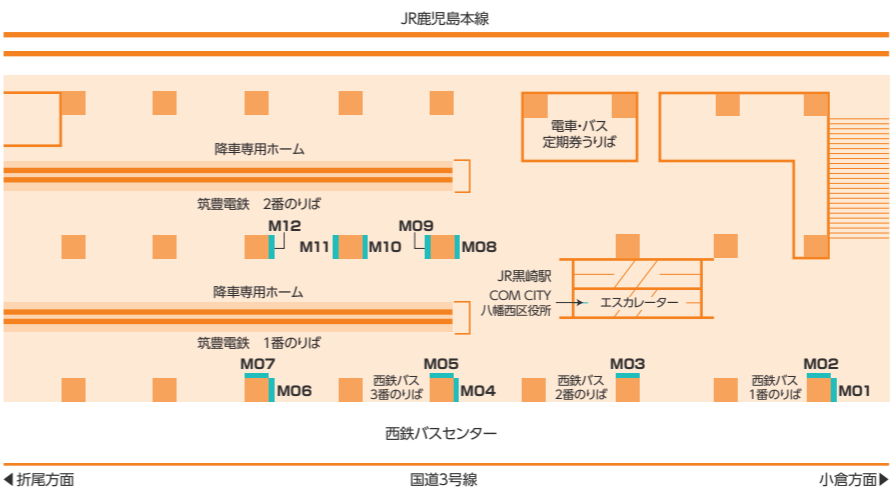 JR鹿児島本線
電車・バス
定期券うりば
降車専用ホーム
筑豊電鉄 2番のりば
M12
M09
M11
M10
M08
JR黒崎駅
COM CITY
八幡西区役所
エスカレーター
降車専用ホーム
筑豊電鉄 1番のりば
M07
M05
M03
M02
M06
西鉄バス
3番のりば
M04
西鉄バス
2番のりば
西鉄バス
1番のりば
M01
西鉄バスセンター
◀折尾方面
国道3号線
小倉方面▶